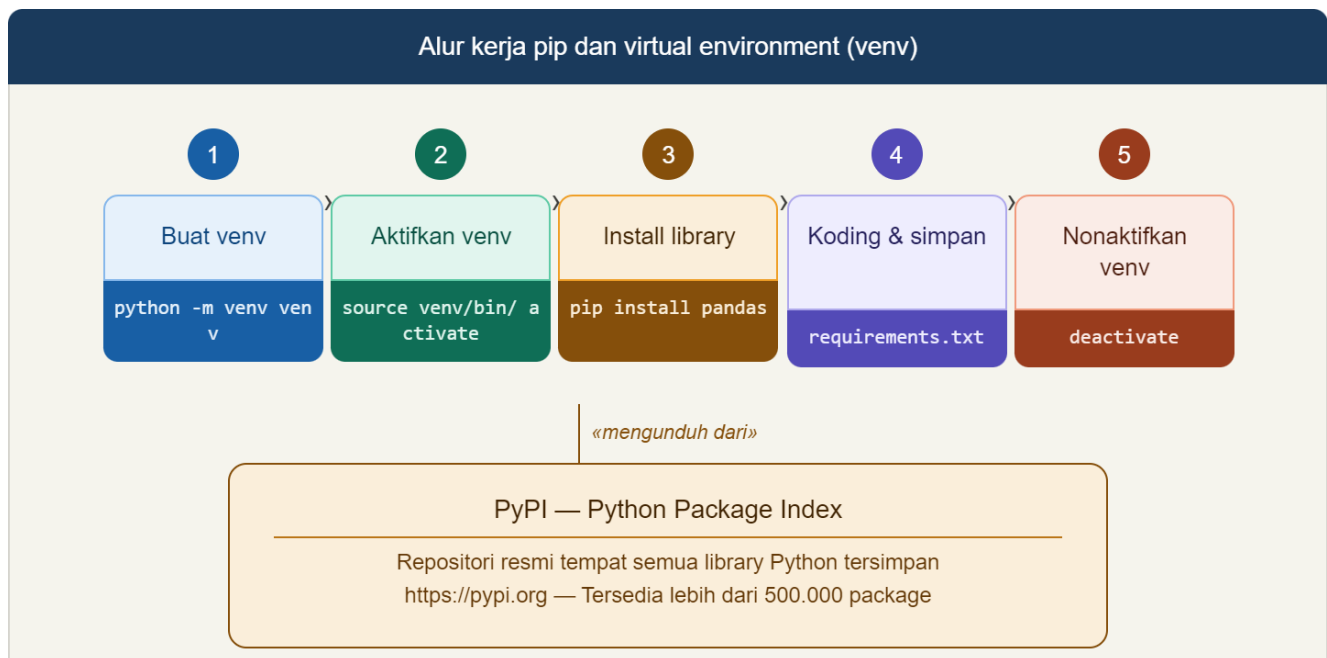 Alur kerja pip dan virtual environment (venv)
1
2
3
4
5
Buat venv
python -m venv ven
v
Aktifkan venv
source venv/bin/ a
ctivate
Install library
pip install pandas
Koding & simpan
requirements.txt
Nonaktifkan
venv
deactivate
«mengunduh dari»
PyPI — Python Package Index
Repositori resmi tempat semua library Python tersimpan
https://pypi.org — Tersedia lebih dari 500.000 package